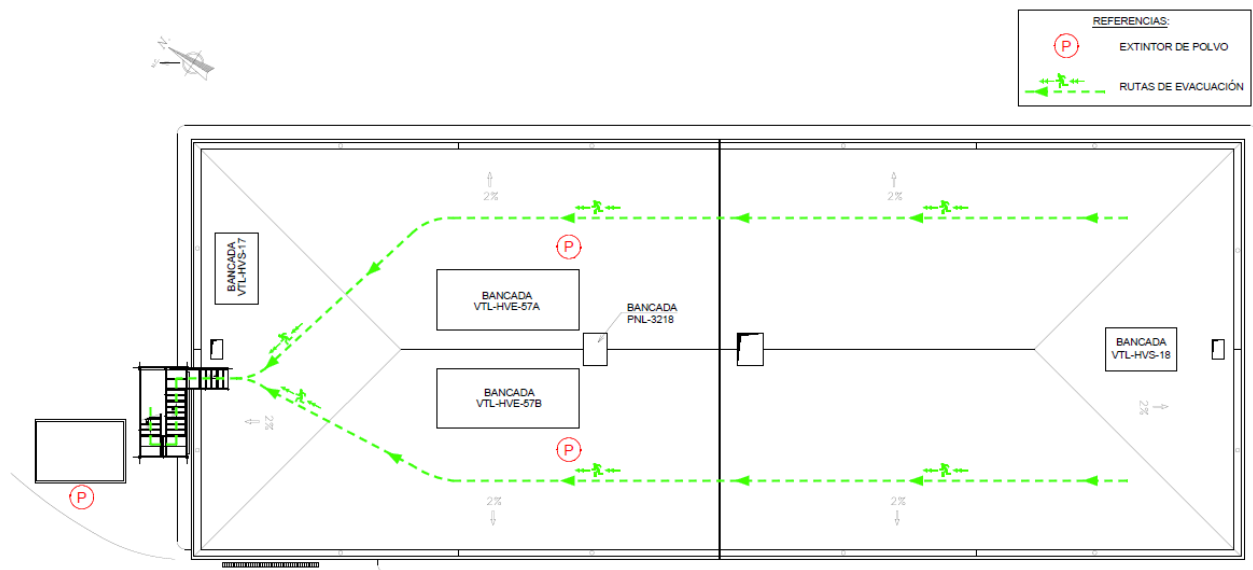 REFERENCIAS:
P EXTINTOR DE POLVO
RUTAS DE EVACUACIÓN
N.
2%
2%
P
BANCADA
VTL-HVS-17
BANCADA
VTL-HVE-57A
BANCADA
PNL-3218
BANCADA
VTL-HVS-18
BANCADA
VTL-HVE-57B
2%
2%
P
P
2%
2%